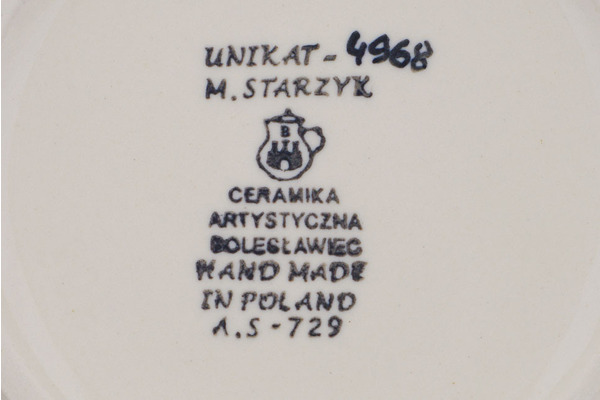 UNIKAT - 4968
M. STARZYK
B
CERAMIKA
ARTYSTYCZNA
BOLESŁAWIEC
HAND MADE
IN POLAND
A.S - 729